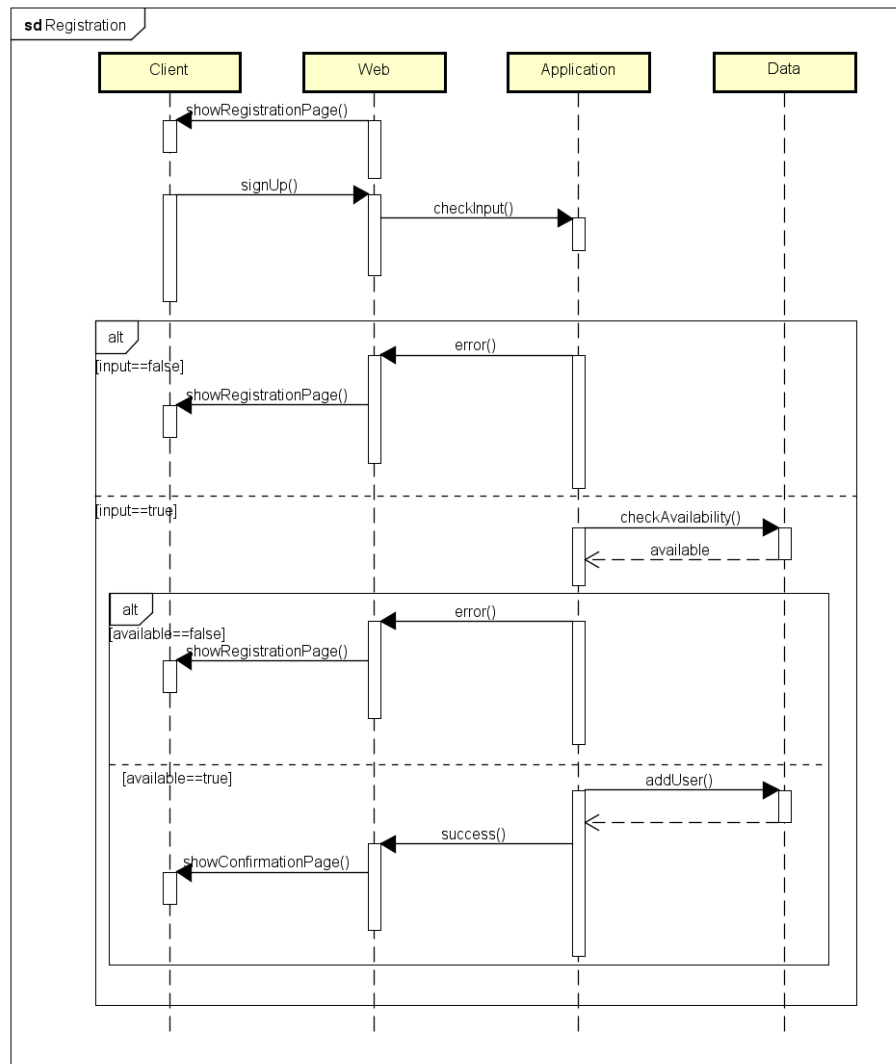 sd Registration
Client
Web
Application
Data
showRegistrationPage()
signUp()
checkInput()
alt
error()
[input==false]
showRegistrationPage()
[input==true]
checkAvailability()
available
alt
error()
[available==false]
showRegistrationPage()
[available==true]
addUser()
success()
showConfirmationPage()